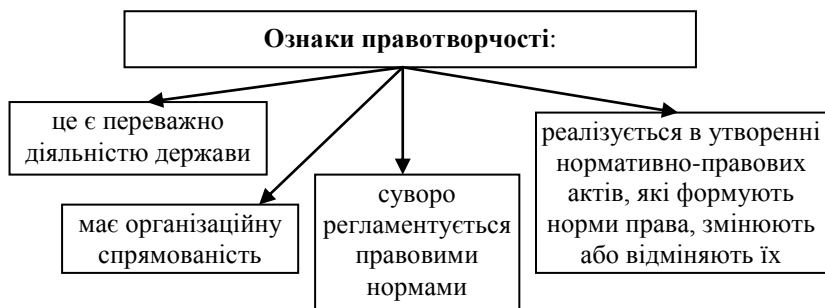 Ознаки правотворчості:
це є переважно
діяльністю держави
має організаційну
спрямованість
суворо
регламентується
правовими
нормами
реалізується в утворенні
нормативно-правових
актів, які формують
норми права, змінюють
або відміняють їх